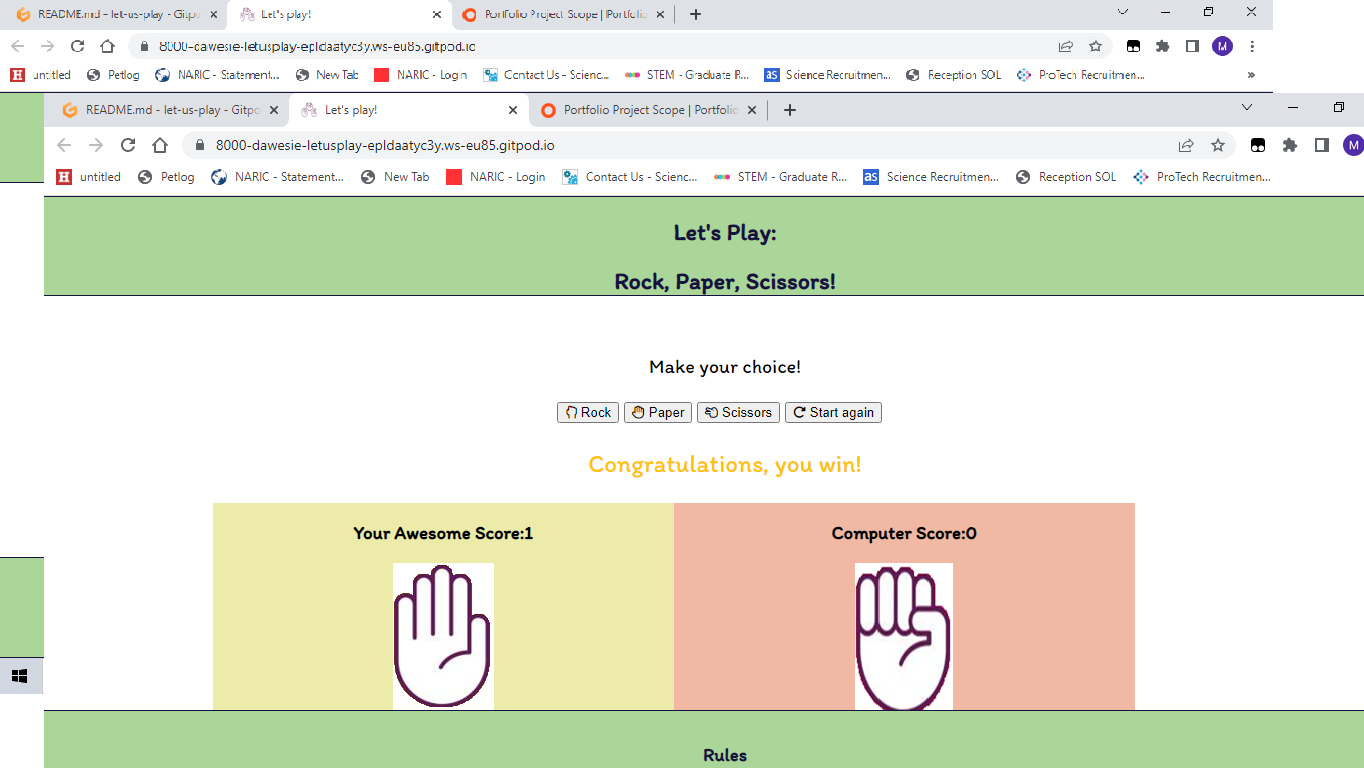 README.md - let-us-play - Gitpo
Let's play!
Portfolio Project Scope | Portfolio
8000-dawesie-letusplay-epldaatyc3y.ws-eu85.gitpod.io
M
untitled
Petlog
NARIC - Statement...
New Tab
NARIC - Login
Contact Us - Scienc...
STEM - Graduate R...
as
Science Recruitmen...
Reception SOL
ProTech Recruitmen...
»
README.md - let-us-play - Gitpo
Let's play!
Portfolio Project Scope | Portfolio
8000-dawesie-letusplay-epldaatyc3y.ws-eu85.gitpod.io
M
H
untitled
Petlog
NARIC - Statement...
New Tab
NARIC - Login
Contact Us - Scienc...
STEM - Graduate R...
as
Science Recruitmen...
Reception SOL
ProTech Recruitmen...
Let's Play:
Rock, Paper, Scissors!
Make your choice!
Rock
Paper
Scissors
Start again
Congratulations, you win!
Your Awesome Score:1
Computer Score:0
Rules